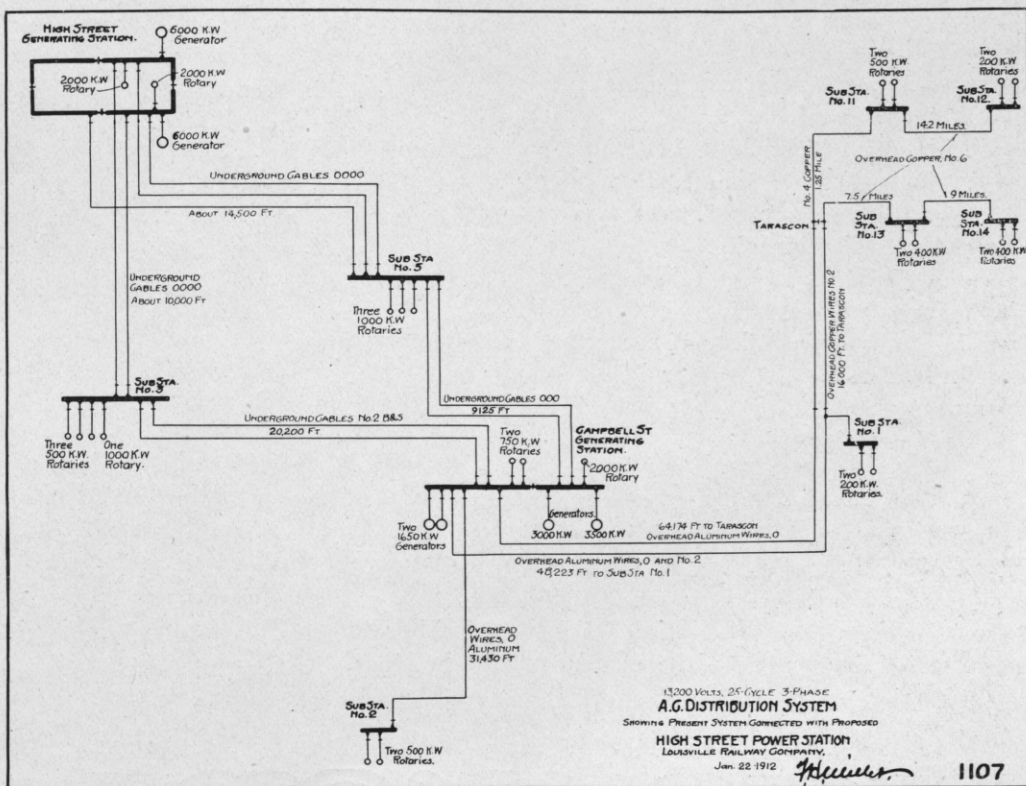 HIGH STREET
GENERATING STATION.
6000 K.W
Generator
2000 K.W
Rotary
2000 K.W
Rotary
6000 K.W
Generator
UNDERGROUND CABLES 0000
ABOUT 14,500 FT.
UNDERGROUND
CABLES 0000
ABOUT 10,000 FT
SUB STA
No. 5
Three
1000 K.W
Rotaries
SUB STA.
No. 3
Three
500 K.W.
Rotaries
One
1000 K.W
Rotary.
UNDERGROUND CABLES No 2 B&S
20,200 FT
UNDERGROUND CABLES 000
9125 FT
Two
750 K.W
Rotaries
CAMPBELL ST
GENERATING
STATION.
2000 K.W
Rotary
Two
1650 K.W
Generators
Generators.
3000 K.W
3500 K.W
64,174 FT TO TARASCON
OVERHEAD ALUMINUM WIRES, 0
OVERHEAD ALUMINUM WIRES, 0 AND No. 2
FT TO SUB STA No. 1
OVERHEAD
WIRES, 0
ALUMINUM
31,430 FT
SUB STA.
No. 2
Two 500 K.W
Rotaries.
Two
500 K.W.
Rotaries
SUB STA.
No. 11
Two
200 K.W.
Rotaries
SUB STA.
No. 12.
14.2 MILES.
OVERHEAD COPPER, No. 6
No. 4 COPPER
1.25 MILE
7.5 MILES
9 MILES
TARASCON
SUB
STA.
No. 13
SUB
STA.
No. 14
Two 400 K.W
Rotaries
Two 400 K.W
Rotaries
OVERHEAD COPPER WIRES No 2
16 000 FT. TO TARASCON
SUB STA
No. 1
Two
200 K.W.
Rotaries.
13,200 VOLTS, 25-CYCLE 3-PHASE
A.C. DISTRIBUTION SYSTEM
SHOWING PRESENT SYSTEM CONNECTED WITH PROPOSED
HIGH STREET POWER STATION
LOUISVILLE RAILWAY COMPANY.
Jan. 22 1912
1107